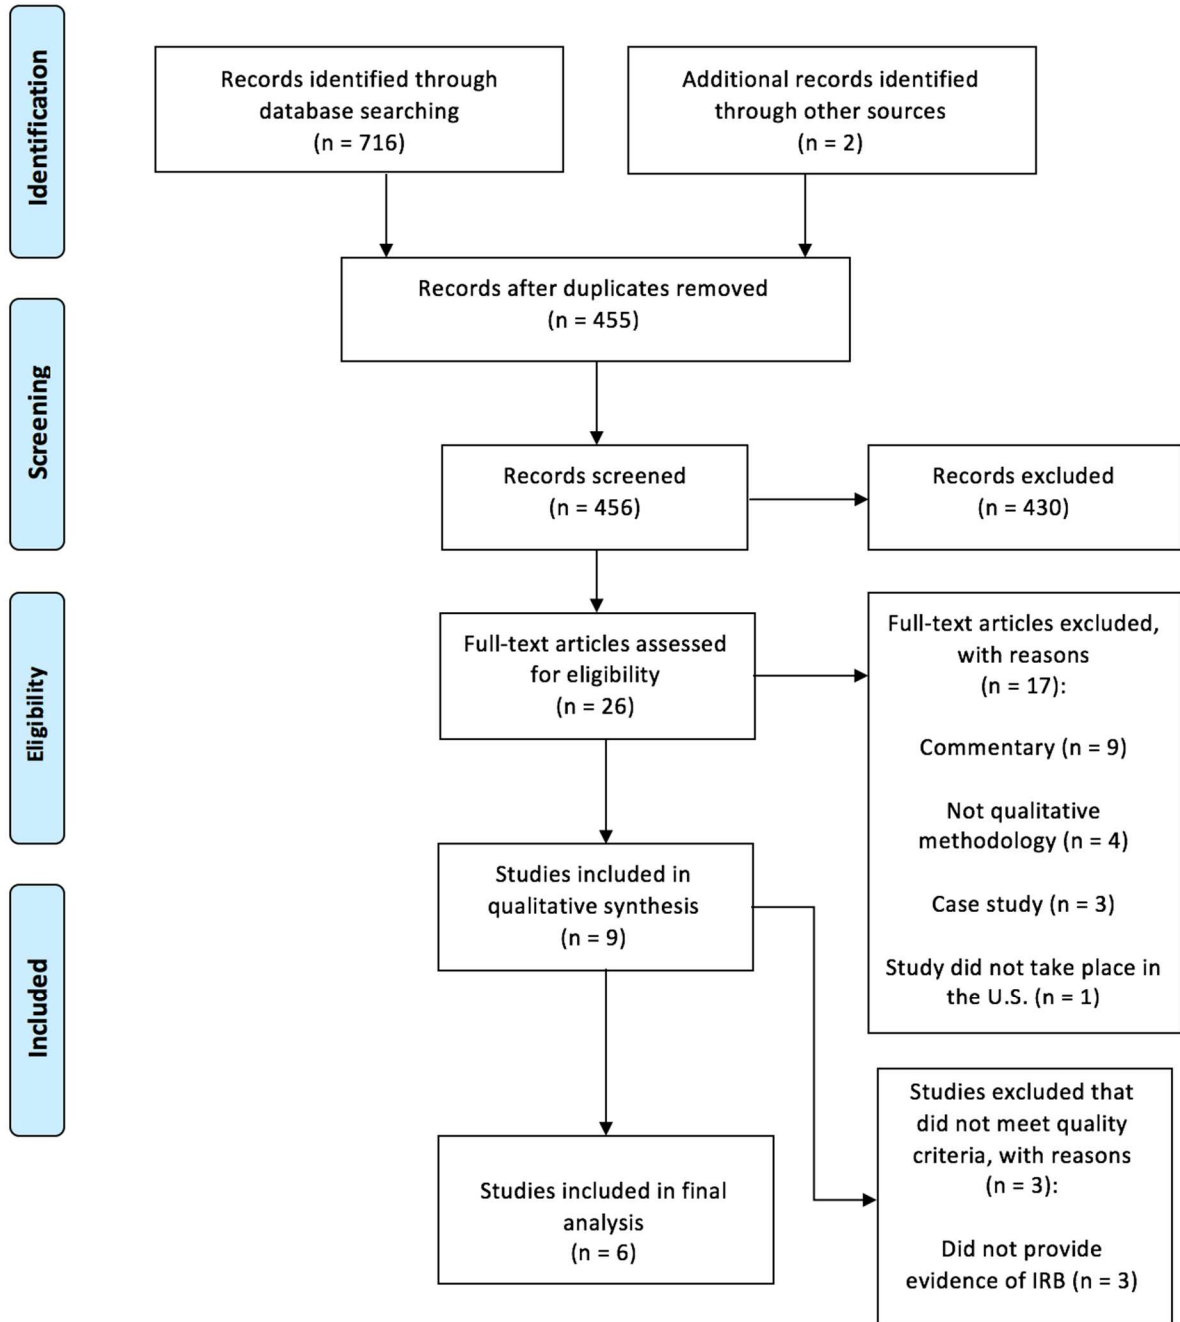 Identification
Records identified through
database searching
(n = 716)
Additional records identified
through other sources
(n = 2)
Records after duplicates removed
(n = 455)
Screening
Records screened
(n = 456)
Records excluded
(n = 430)
Eligibility
Full-text articles assessed
for eligibility
(n = 26)
Full-text articles excluded,
with reasons
(n = 17):
Commentary (n = 9)
Not qualitative
methodology (n = 4)
Case study (n = 3)
Study did not take place in
the U.S. (n = 1)
Studies included in
qualitative synthesis
(n = 9)
Included
Studies excluded that
did not meet quality
criteria, with reasons
(n = 3):
Did not provide
evidence of IRB (n = 3)
Studies included in final
analysis
(n = 6)